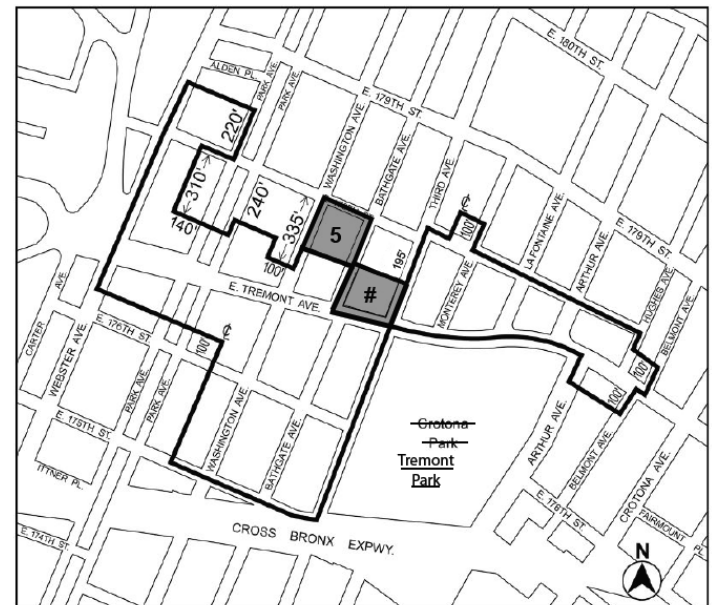 E. 180TH ST.
ALDEN PL.
PARK AVE.
PARK AVE.
E. 179TH ST.
220'
WASHINGTON AVE.
BATHGATE AVE.
THIRD AVE.
310'
240'
140'
335'
100'
5
195'
#
℄
100'
LA FONTAINE AVE.
ARTHUR AVE.
E. 178TH ST.
HUGHES AVE.
BELMONT AVE.
MONTEREY AVE.
E. TREMONT AVE.
CARTER
AVE.
WEBSTER AVE.
E. 176TH ST.
℄
100'
100'
100'
PARK AVE.
PARK AVE.
WASHINGTON AVE.
BATHGATE AVE.
Crotona
Park
Tremont
Park
ARTHUR AVE.
BELMONT AVE.
CROTONA AVE.
E. 175TH ST.
ITTNER PL.
E. 174TH ST.
CROSS BRONX EXPWY.
E. 176TH ST.
FAIRMOUNT PL.
N